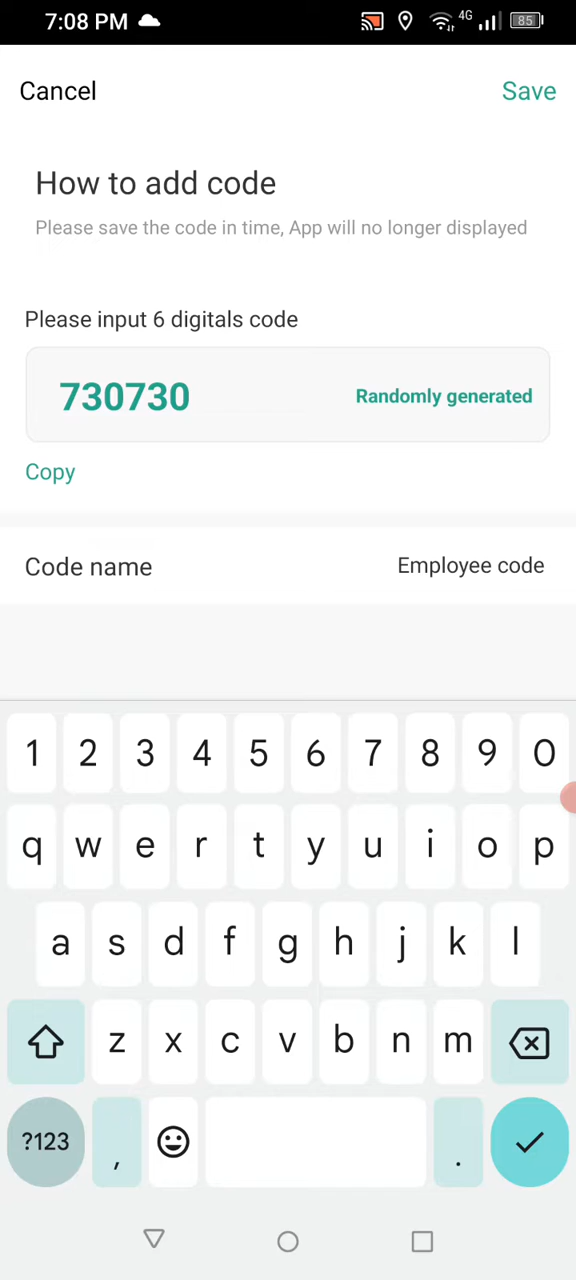 7:08 PM 4G 85
Cancel Save
How to add code
Please save the code in time, App will no longer displayed
Please input 6 digitals code
730730 Randomly generated
Copy
Code name Employee code
1 2 3 4 5 6 7 8 9 0
q w e r t y u i o p
a s d f g h j k l
z x c v b n m
?123 , .